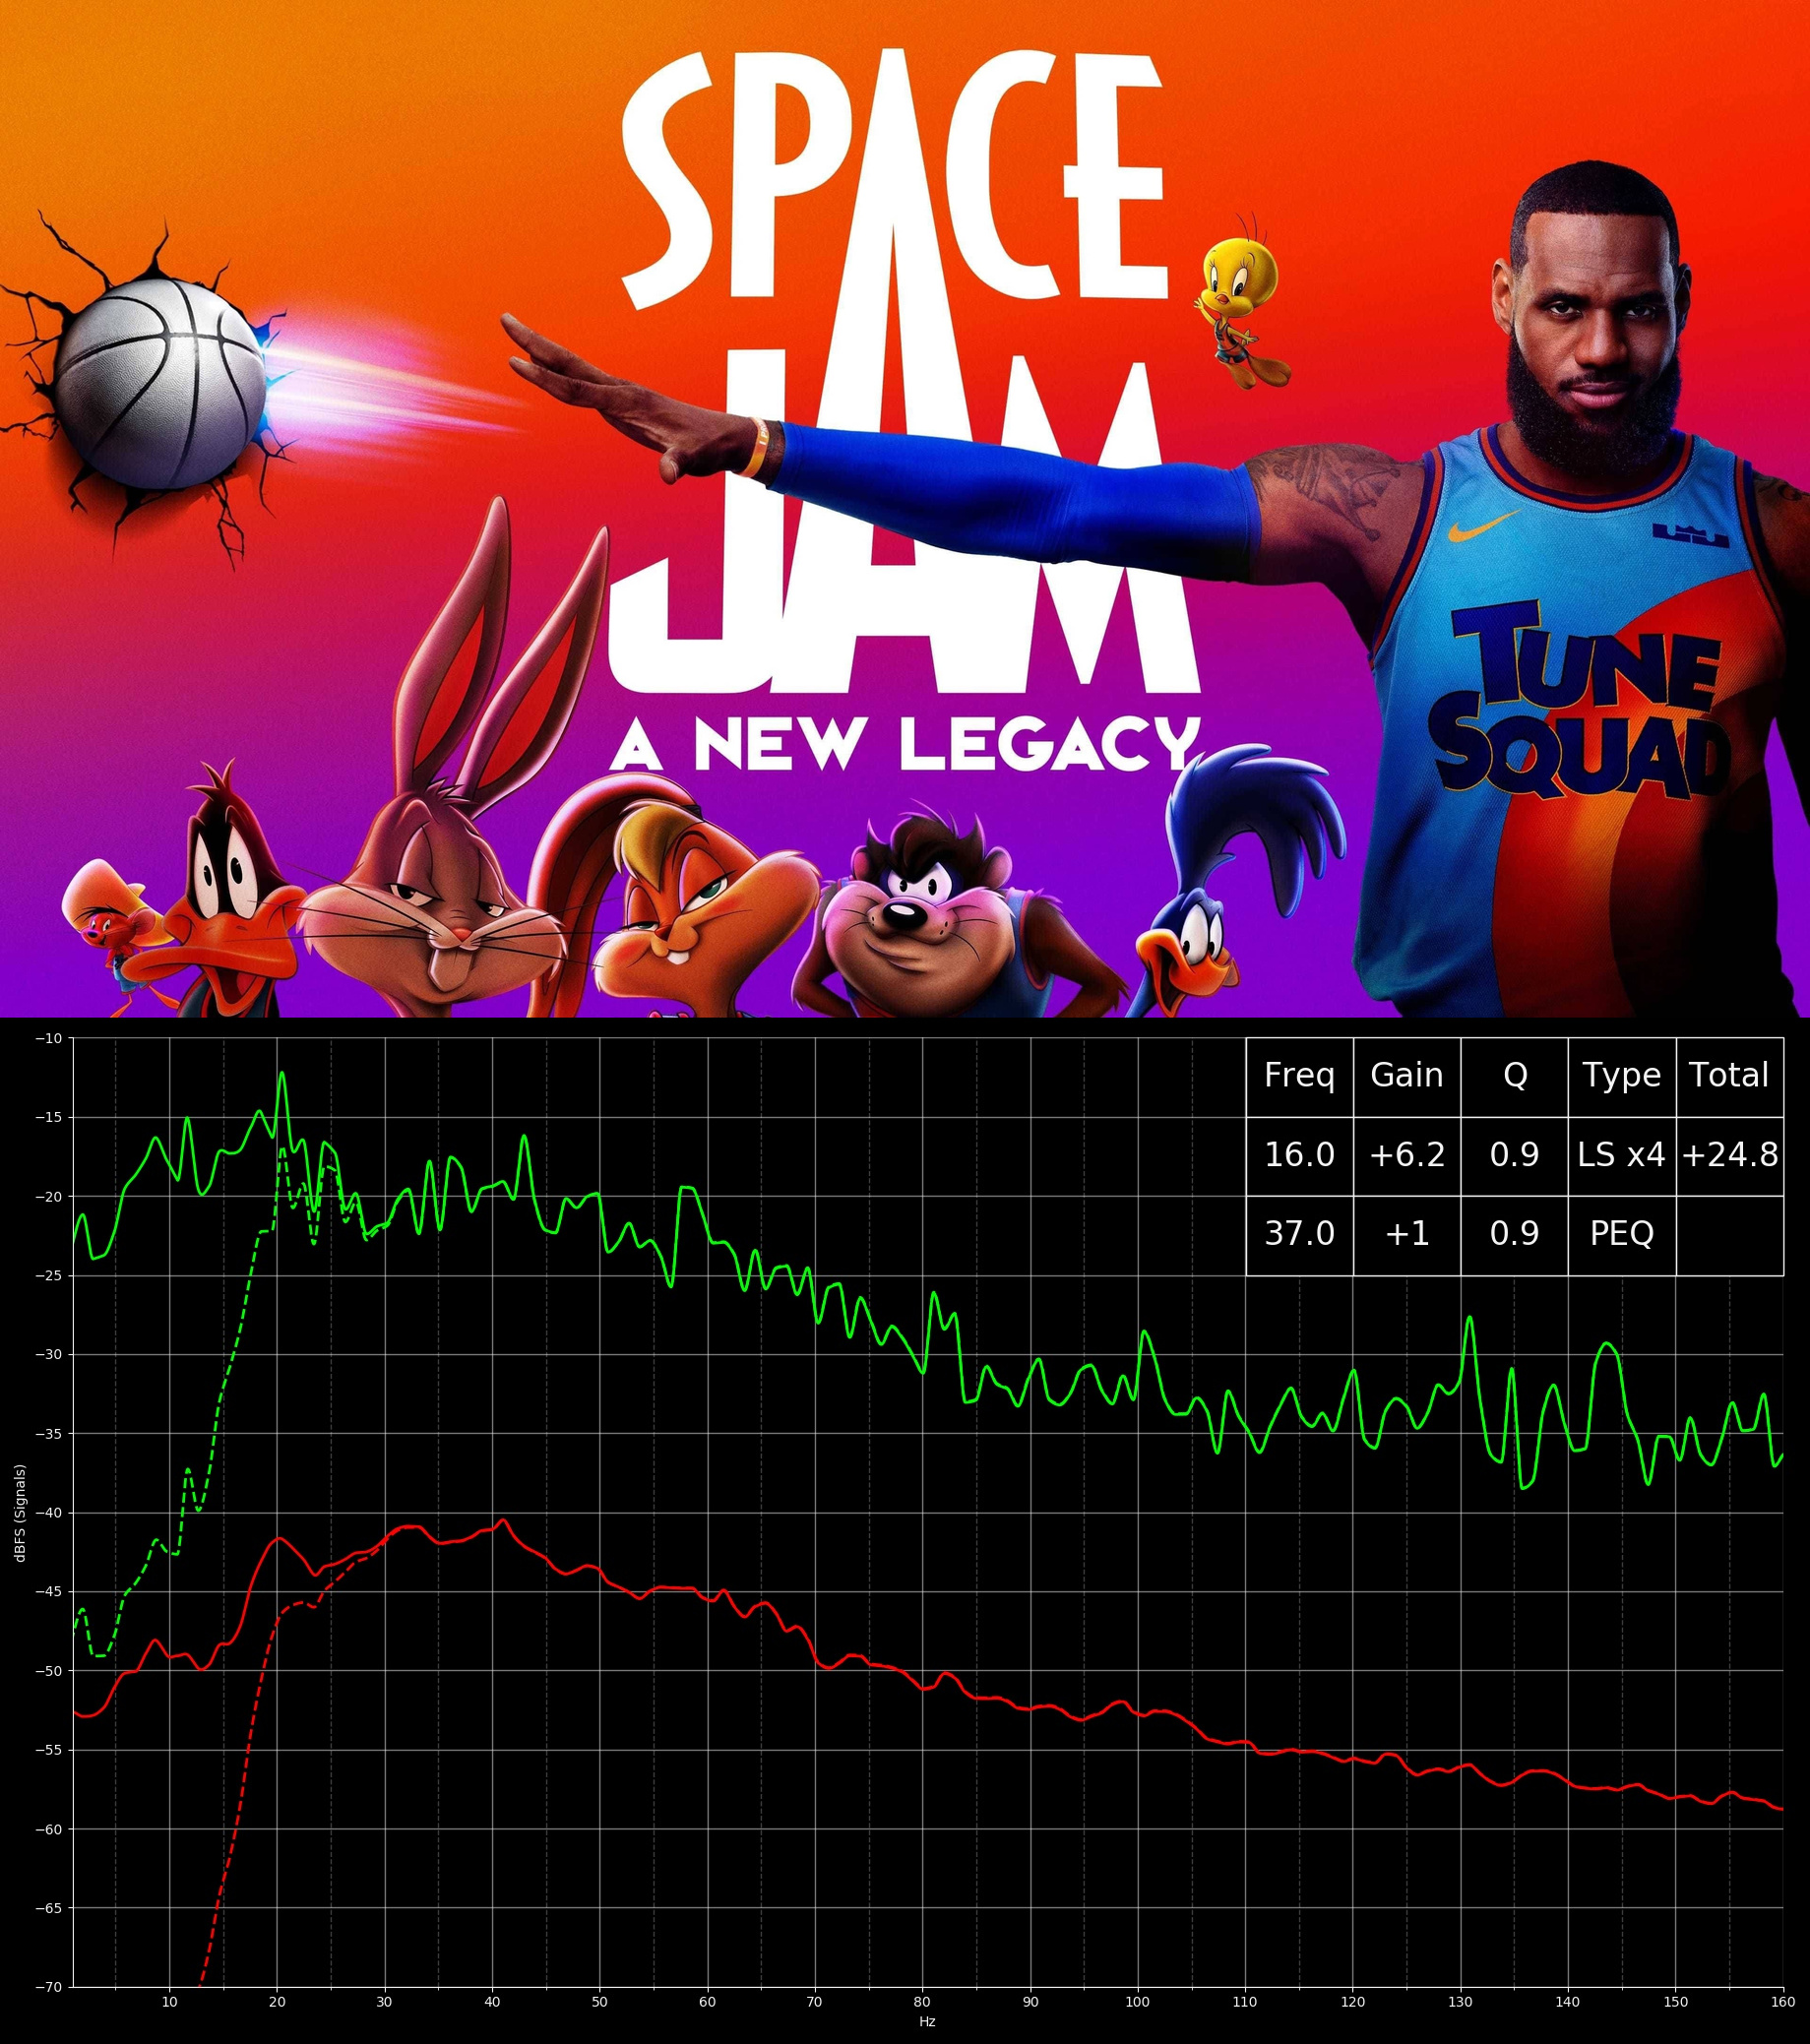 SPACE
JAM
A NEW LEGACY
TUNE
SQUAD
Freq Gain Q Type Total
16.0 +6.2 0.9 LS x4 +24.8
37.0 +1 0.9 PEQ
dBFS (Signals)
−10
−15
−20
−25
−30
−35
−40
−45
−50
−55
−60
−65
−70
10 20 30 40 50 60 70 80 90 100 110 120 130 140 150 160
Hz